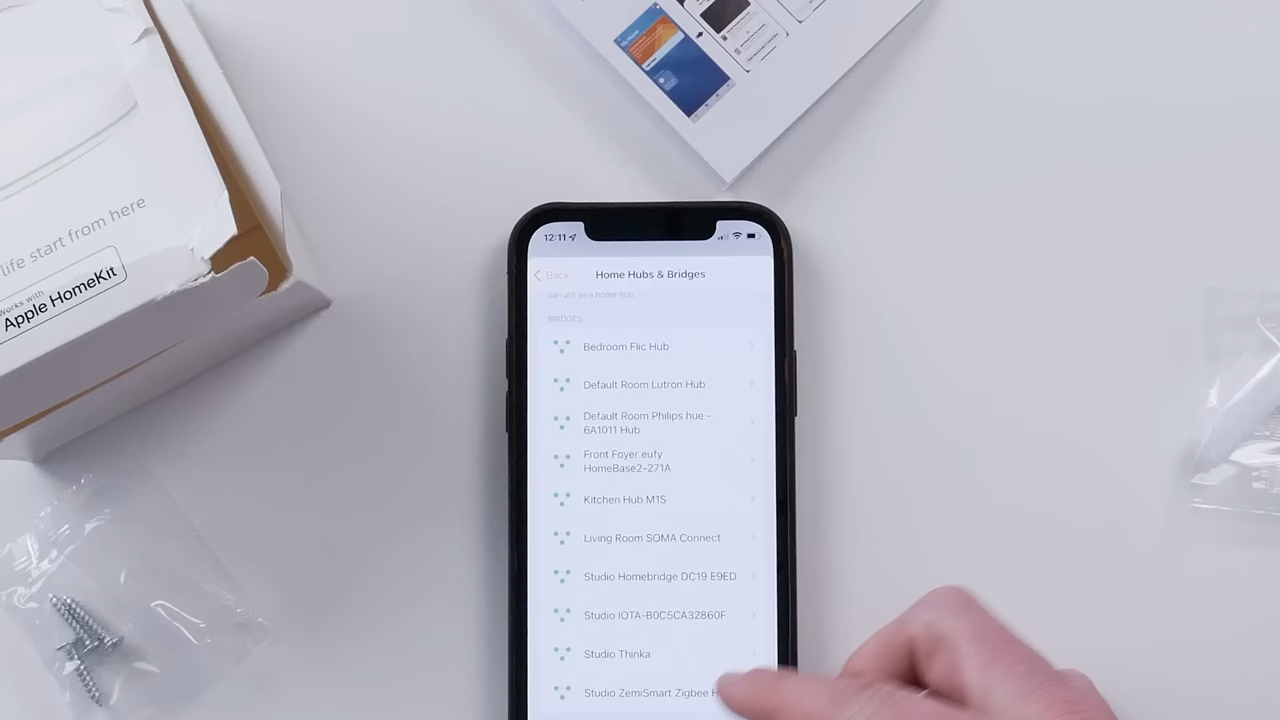 My Home
life start from here
Works with
Apple HomeKit
12:11
Back
Home Hubs & Bridges
can act as a home hub
BRIDGES
Bedroom Flic Hub
Default Room Lutron Hub
Default Room Philips hue -
6A1011 Hub
Front Foyer eufy
HomeBase2-271A
Kitchen Hub M1S
Living Room SOMA Connect
Studio Homebridge DC19 E9ED
Studio IOTA-B0C5CA32860F
Studio Thinka
Studio ZemiSmart Zigbee H